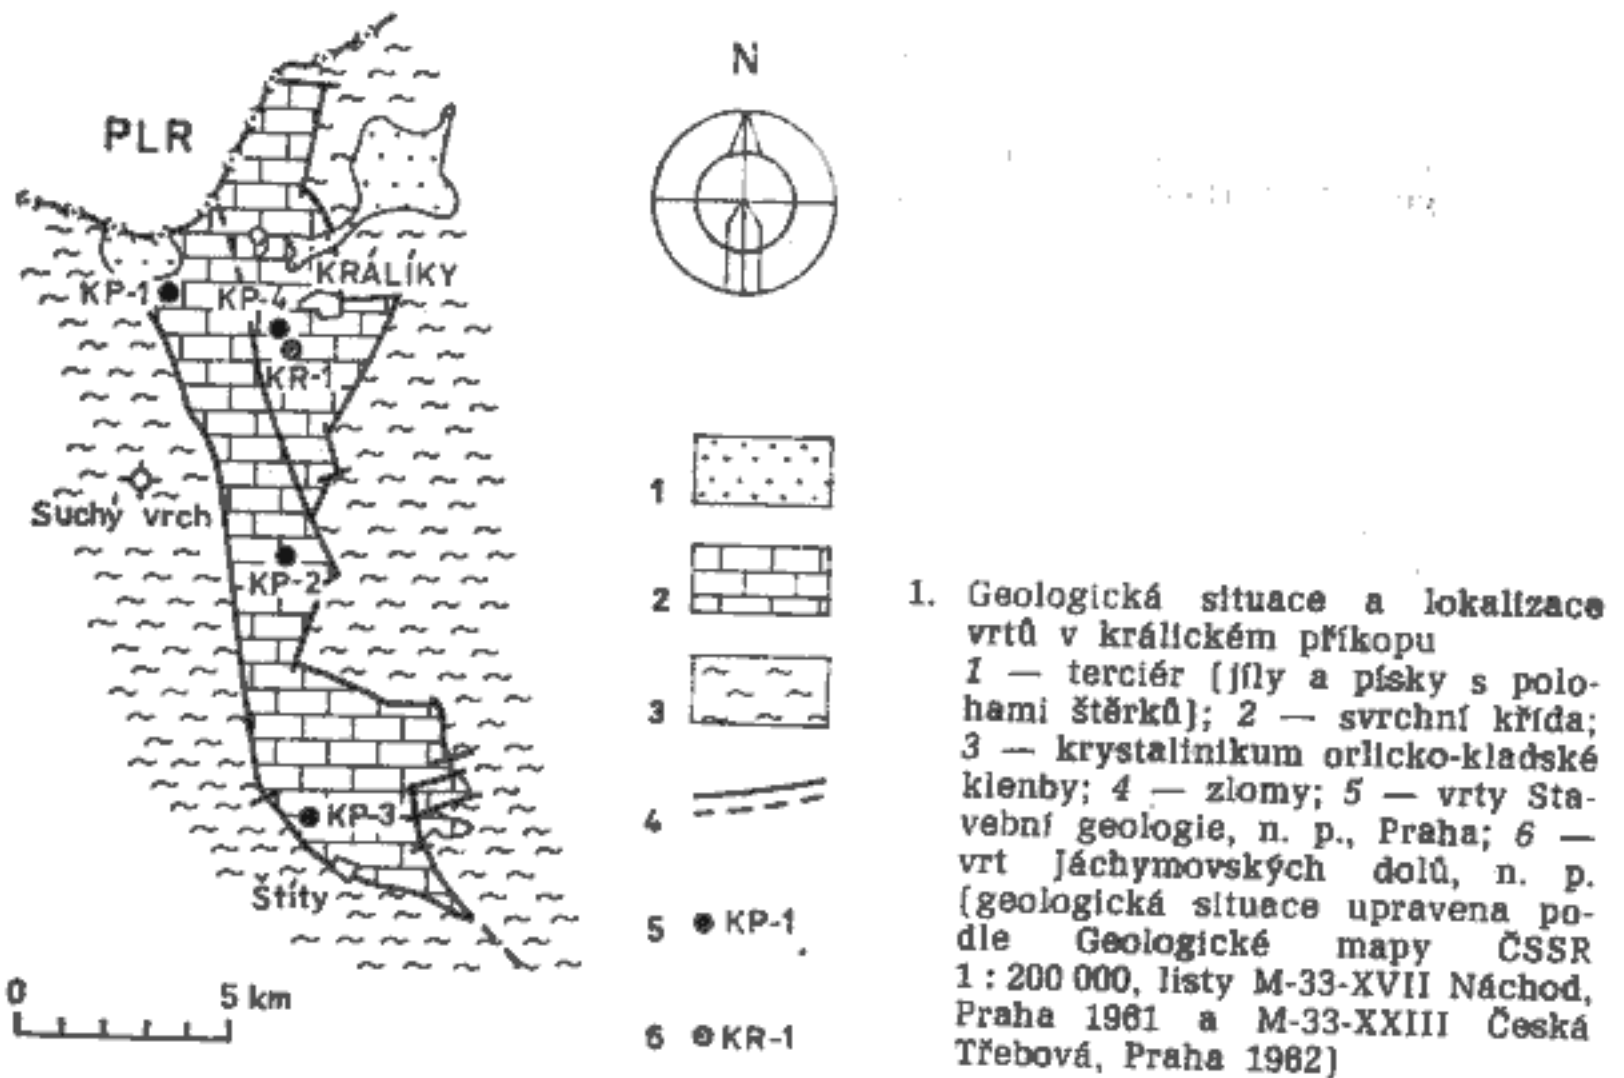 N
PLR
KRÁLÍKY
KP-1
KP-4
KR-1
Suchý vrch
KP-2
KP-3
Štíty
0 5 km
1
2
3
4
5 KP-1
6 KR-1
1. Geologická situace a lokalizace
vrtů v králickém příkopu
1 — terciér (jíly a písky s polo-
hami štěrků); 2 — svrchní křída;
3 — krystalinikum orlicko-kladské
klenby; 4 — zlomy; 5 — vrty Sta-
vební geologie, n. p., Praha; 6 —
vrt Jáchymovských dolů, n. p.
(geologická situace upravena po-
dle Geologické mapy ČSSR
1 : 200 000, listy M-33-XVII Náchod,
Praha 1961 a M-33-XXIII Česká
Třebová, Praha 1962)